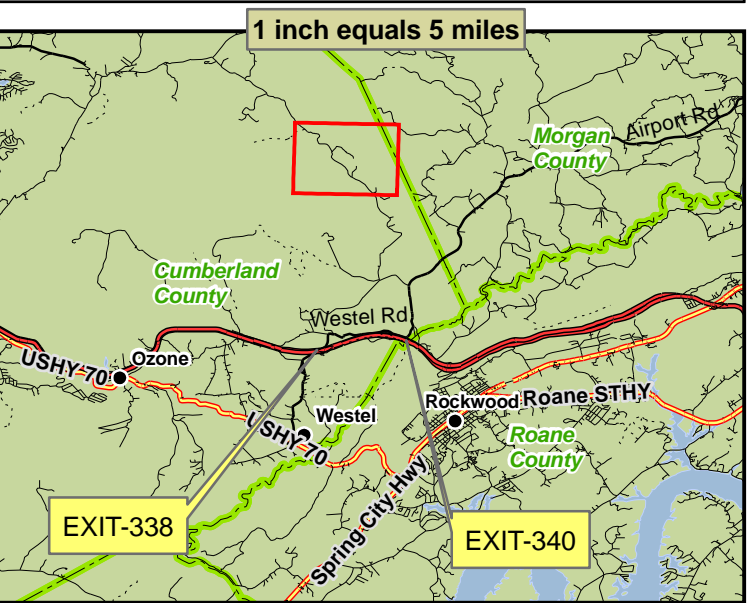 1 inch equals 5 miles
Airport Rd
Morgan
County
Cumberland
County
Westel Rd
USHY 70
Ozone
Rockwood
Roane STHY
Westel
USHY 70
Roane
County
Spring City Hwy
EXIT-338
EXIT-340